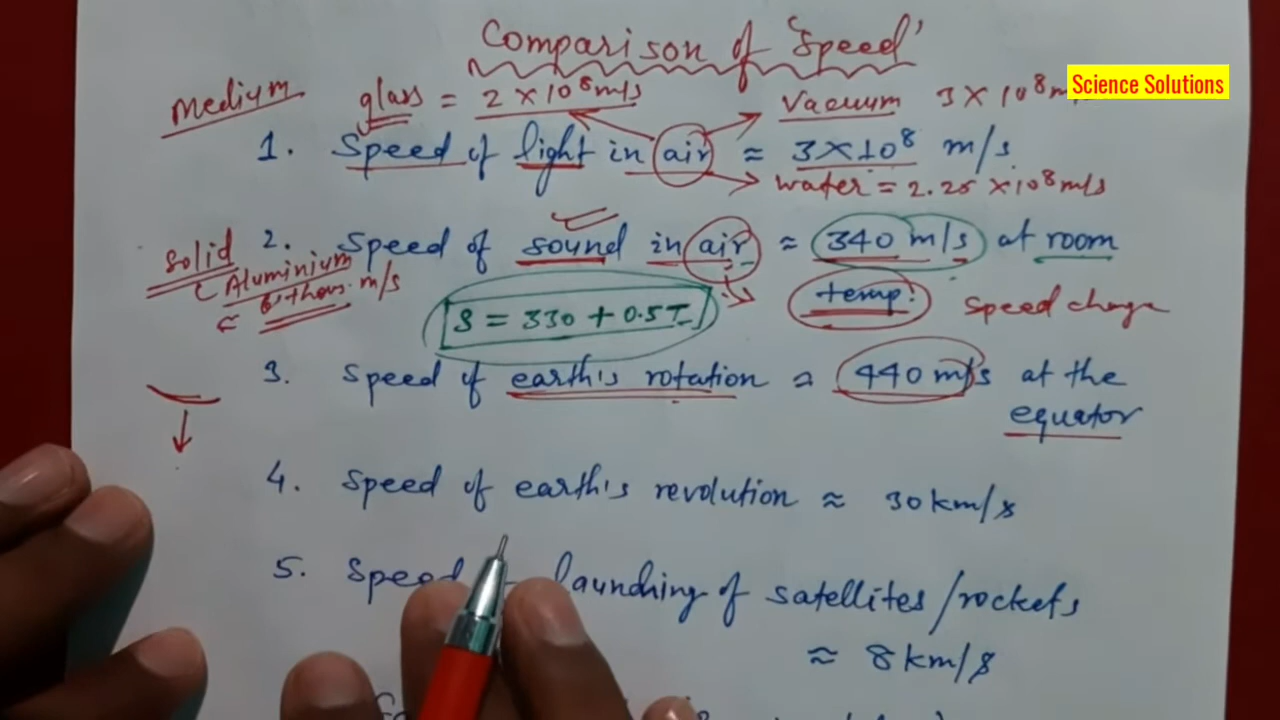 Comparison of 'Speed'
Science Solutions
Medium glass = 2 × 10⁸ m/s Vacuum 3 × 10⁸ m
1. Speed of light in air ≈ 3×10⁸ m/s
water = 2.25 × 10⁸ m/s
2. Speed of sound in air ≈ 340 m/s at room
temp. speed change
solid
(Aluminium
≈ 6 thous. m/s
S = 330 + 0.5T
3. Speed of earth's rotation ≈ 440 m/s at the
equator
4. Speed of earth's revolution ≈ 30 km/s
5. Speed launching of satellites/rockets
≈ 8 km/s